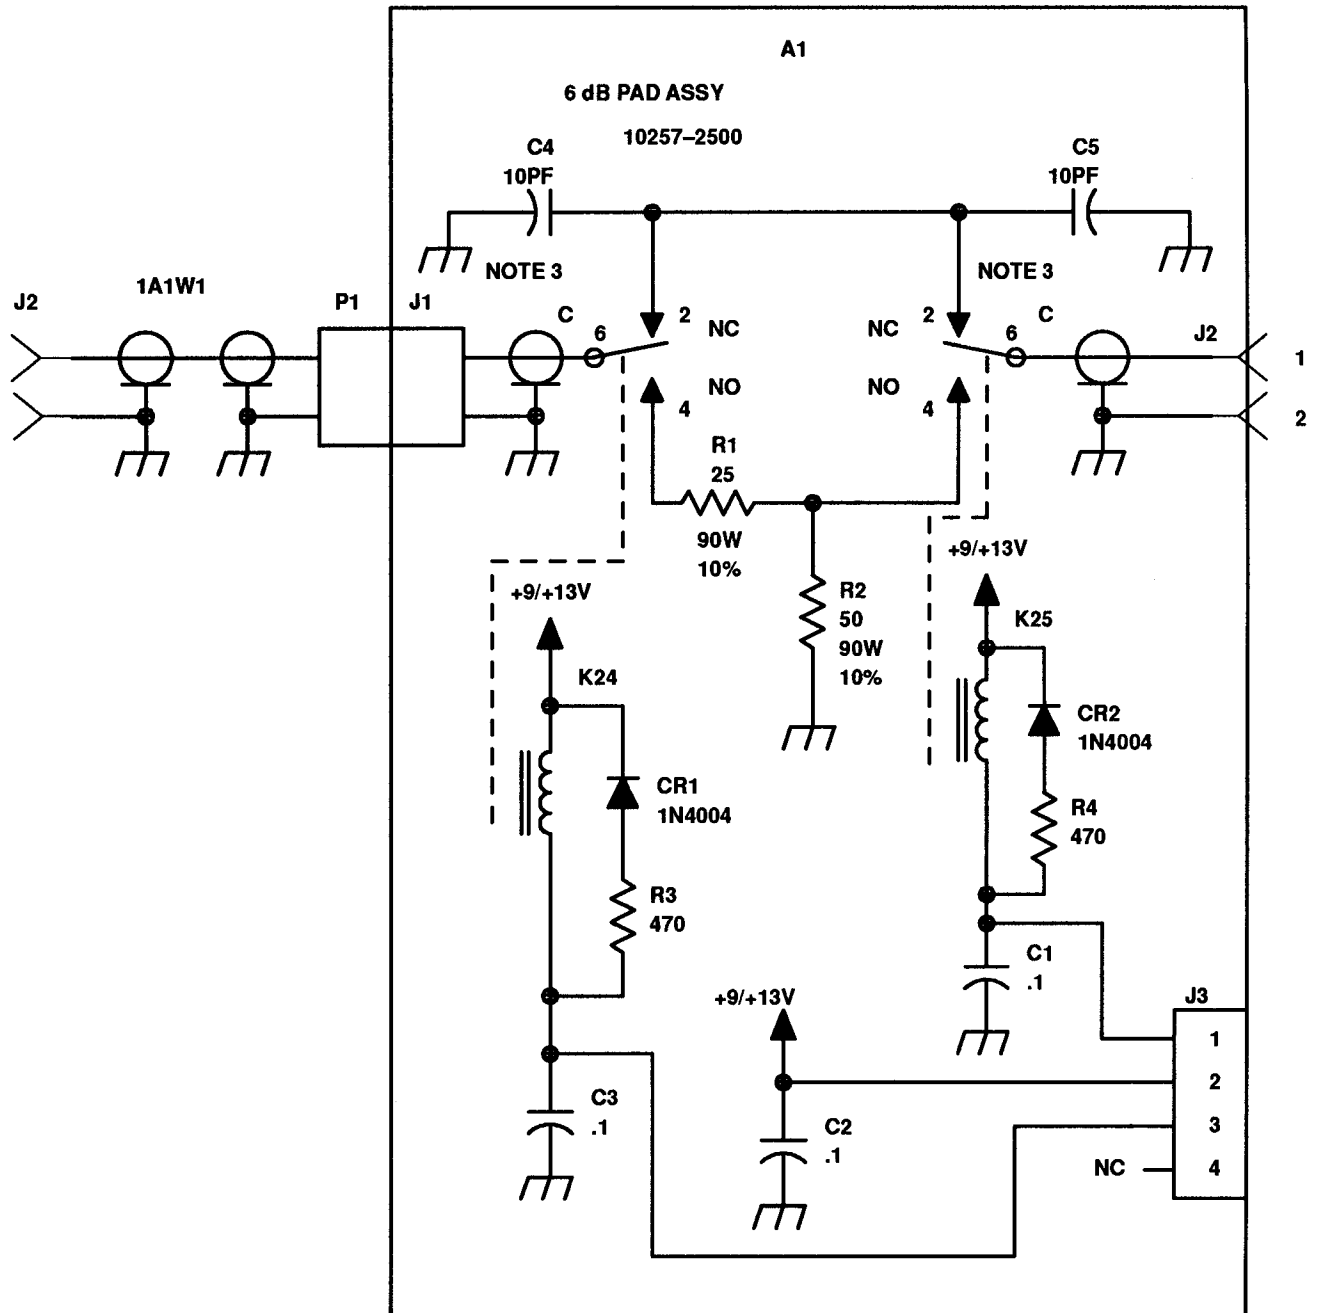 A1
6 dB PAD ASSY
10257–2500
C4
10PF
C5
10PF
NOTE 3
NOTE 3
J2
1A1W1
P1
J1
C
6
2
NC
NO
4
NC
2
6
C
NO
4
J2
1
2
R1
25
90W
10%
R2
50
90W
10%
+9/+13V
K24
CR1
1N4004
R3
470
C3
.1
+9/+13V
K25
CR2
1N4004
R4
470
C1
.1
+9/+13V
C2
.1
J3
1
2
3
NC
4